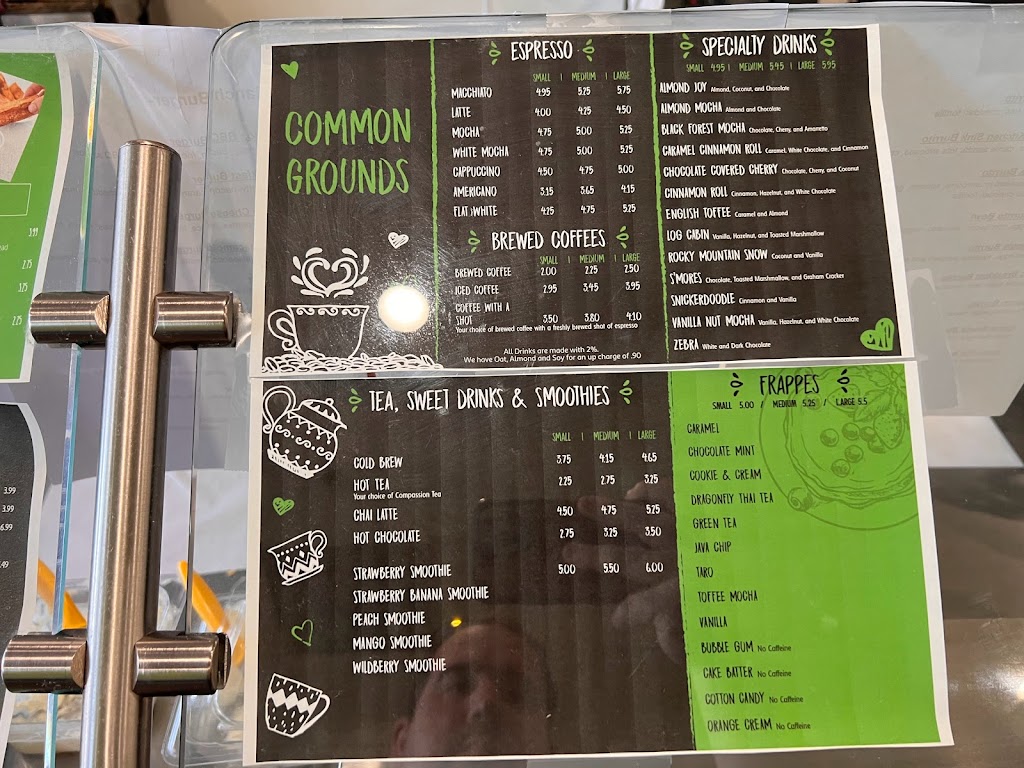 COMMON
GROUNDS
ESPRESSO
SMALL | MEDIUM | LARGE
MACCHIATO 4.95 5.25 5.75
LATTE 4.00 4.25 4.50
MOCHA 4.75 5.00 5.25
WHITE MOCHA 4.75 5.00 5.25
CAPPUCCINO 4.50 4.75 5.00
AMERICANO 3.15 3.65 4.15
FLAT WHITE 4.25 4.75 5.25
BREWED COFFEES
SMALL | MEDIUM | LARGE
BREWED COFFEE 2.00 2.25 2.50
ICED COFFEE 2.95 3.45 3.95
COFFEE WITH A
SHOT 3.50 3.80 4.10
Your choice of brewed coffee with a freshly brewed shot of espresso
All Drinks are made with 2%.
We have Oat, Almond and Soy for an up charge of .90
SPECIALTY DRINKS
SMALL 4.95 | MEDIUM 5.45 | LARGE 5.95
ALMOND JOY Almond, Coconut, and Chocolate
ALMOND MOCHA Almond and Chocolate
BLACK FOREST MOCHA Chocolate, Cherry, and Amaretto
CARAMEL CINNAMON ROLL Caramel, White Chocolate, and Cinnamon
CHOCOLATE COVERED CHERRY Chocolate, Cherry, and Coconut
CINNAMON ROLL Cinnamon, Hazelnut, and White Chocolate
ENGLISH TOFFEE Caramel and Almond
LOG CABIN Vanilla, Hazelnut, and Toasted Marshmallow
ROCKY MOUNTAIN SNOW Coconut and Vanilla
S'MORES Chocolate, Toasted Marshmallow, and Graham Cracker
SNICKERDOODLE Cinnamon and Vanilla
VANILLA NUT MOCHA Vanilla, Hazelnut, and White Chocolate
ZEBRA White and Dark Chocolate
TEA, SWEET DRINKS & SMOOTHIES
SMALL | MEDIUM | LARGE
COLD BREW 3.75 4.15 4.65
HOT TEA 2.25 2.75 3.25
Your choice of Compassion Tea
CHAI LATTE 4.50 4.75 5.25
HOT CHOCOLATE 2.75 3.25 3.50
STRAWBERRY SMOOTHIE 5.00 5.50 6.00
STRAWBERRY BANANA SMOOTHIE
PEACH SMOOTHIE
MANGO SMOOTHIE
WILDBERRY SMOOTHIE
FRAPPES
SMALL 5.00 / MEDIUM 5.25 / LARGE 5.5
CARAMEL
CHOCOLATE MINT
COOKIE & CREAM
DRAGONFLY THAI TEA
GREEN TEA
JAVA CHIP
TARO
TOFFEE MOCHA
VANILLA
BUBBLE GUM No Caffeine
CAKE BATTER No Caffeine
COTTON CANDY No Caffeine
ORANGE CREAM No Caffeine
3.99
2.75
3.99
3.99
6.99